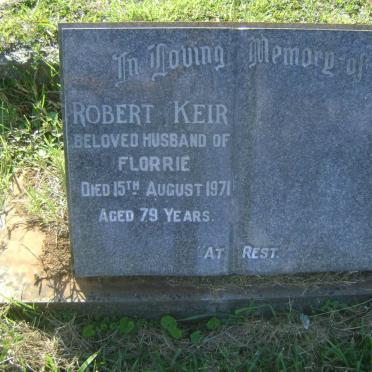 In Loving Memory of
ROBERT KEIR
BELOVED HUSBAND OF
FLORRIE
DIED 15TH AUGUST 1971
AGED 79 YEARS.
AT REST.